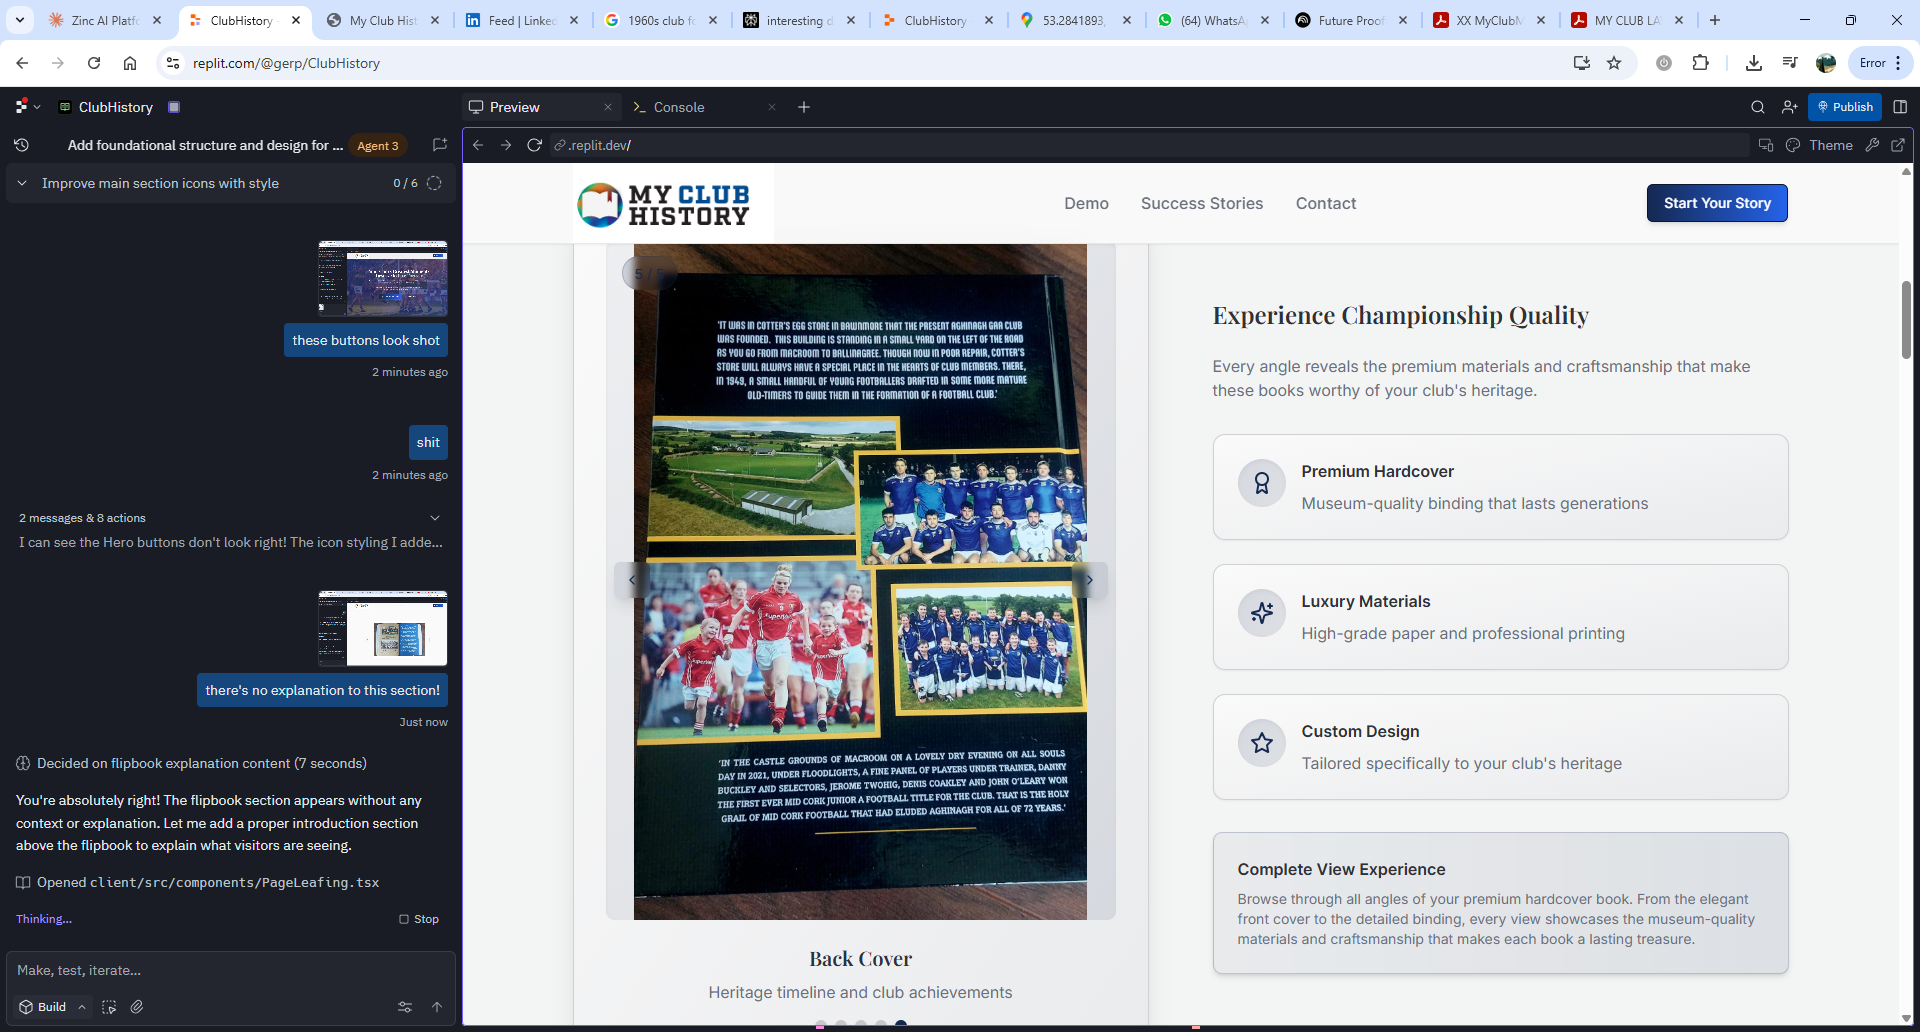 Zinc AI Platfo
ClubHistory
My Club Hist
Feed | Linke
1960s club fo
interesting d
ClubHistory
53.2841893,
(64) WhatsA
Future Proof
XX MyClubM
MY CLUB LA
replit.com/@gerp/ClubHistory
Error
ClubHistory
Preview
Console
Publish
Add foundational structure and design for ...
Agent 3
.replit.dev/
Theme
Improve main section icons with style
0 / 6
these buttons look shot
2 minutes ago
shit
2 minutes ago
2 messages & 8 actions
I can see the Hero buttons don't look right! The icon styling I adde...
there's no explanation to this section!
Just now
Decided on flipbook explanation content (7 seconds)
You're absolutely right! The flipbook section appears without any
context or explanation. Let me add a proper introduction section
above the flipbook to explain what visitors are seeing.
Opened client/src/components/PageLeafing.tsx
Thinking...
Stop
Make, test, iterate...
Build
MY CLUB
HISTORY
Demo
Success Stories
Contact
Start Your Story
5 / 5
'IT WAS IN COTTER'S EGG STORE IN BAWNMORE THAT THE PRESENT AGHINAGH GAA CLUB
WAS FOUNDED. THIS BUILDING IS STANDING IN A SMALL YARD ON THE LEFT OF THE ROAD
AS YOU GO FROM MACROOM TO BALLINAGREE. THOUGH NOW IN POOR REPAIR, COTTER'S
STORE WILL ALWAYS HAVE A SPECIAL PLACE IN THE HEARTS OF CLUB MEMBERS. THERE,
IN 1949, A SMALL HANDFUL OF YOUNG FOOTBALLERS DRAFTED IN SOME MORE MATURE
OLD-TIMERS TO GUIDE THEM IN THE FORMATION OF A FOOTBALL CLUB.'
'IN THE CASTLE GROUNDS OF MACROOM ON A LOVELY DRY EVENING ON ALL SOULS
DAY IN 2021, UNDER FLOODLIGHTS, A FINE PANEL OF PLAYERS UNDER TRAINER, DANNY
BUCKLEY AND SELECTORS, JEROME TWOHIG, DENIS COAKLEY AND JOHN O'LEARY WON
THE FIRST EVER MID CORK JUNIOR A FOOTBALL TITLE FOR THE CLUB. THAT IS THE HOLY
GRAIL OF MID CORK FOOTBALL THAT HAD ELUDED AGHINAGH FOR ALL OF 72 YEARS.'
Back Cover
Heritage timeline and club achievements
Experience Championship Quality
Every angle reveals the premium materials and craftsmanship that make
these books worthy of your club's heritage.
Premium Hardcover
Museum-quality binding that lasts generations
Luxury Materials
High-grade paper and professional printing
Custom Design
Tailored specifically to your club's heritage
Complete View Experience
Browse through all angles of your premium hardcover book. From the elegant
front cover to the detailed binding, every view showcases the museum-quality
materials and craftsmanship that makes each book a lasting treasure.